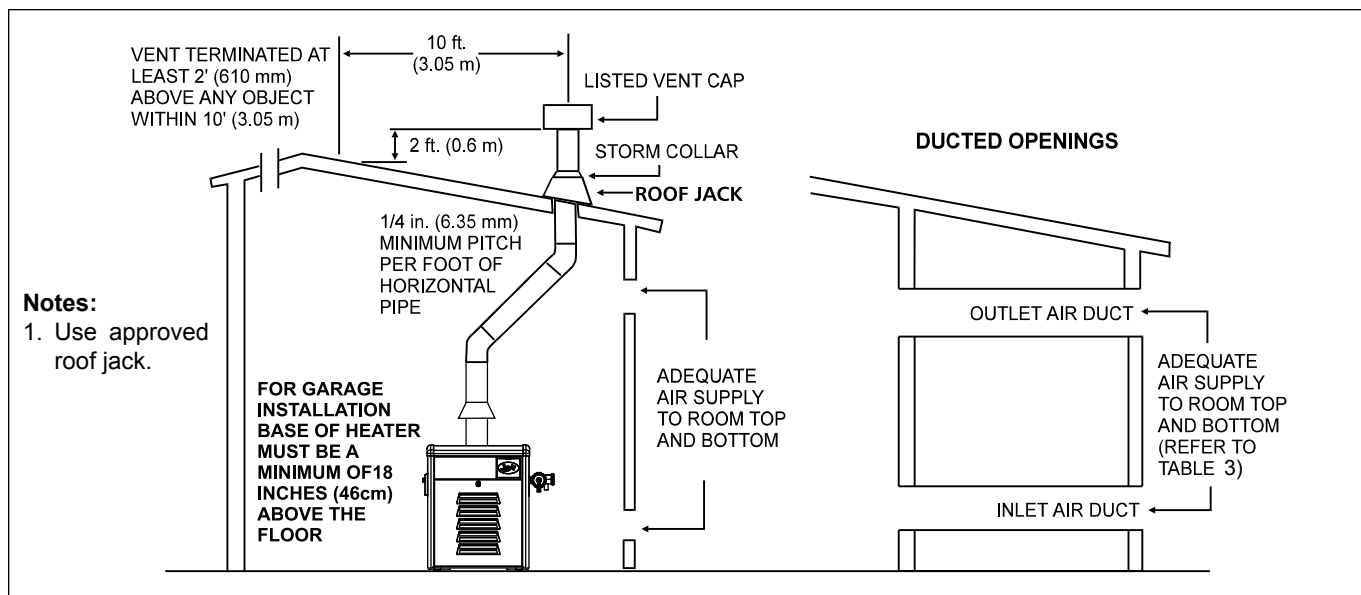 VENT TERMINATED AT
LEAST 2' (610 mm)
ABOVE ANY OBJECT
WITHIN 10' (3.05 m)
10 ft.
(3.05 m)
LISTED VENT CAP
2 ft. (0.6 m)
STORM COLLAR
ROOF JACK
1/4 in. (6.35 mm)
MINIMUM PITCH
PER FOOT OF
HORIZONTAL
PIPE
Notes:
1. Use approved
roof jack.
FOR GARAGE
INSTALLATION
BASE OF HEATER
MUST BE A
MINIMUM OF18
INCHES (46cm)
ABOVE THE
FLOOR
ADEQUATE
AIR SUPPLY
TO ROOM TOP
AND BOTTOM
DUCTED OPENINGS
OUTLET AIR DUCT
ADEQUATE
AIR SUPPLY
TO ROOM TOP
AND BOTTOM
(REFER TO
TABLE 3)
INLET AIR DUCT